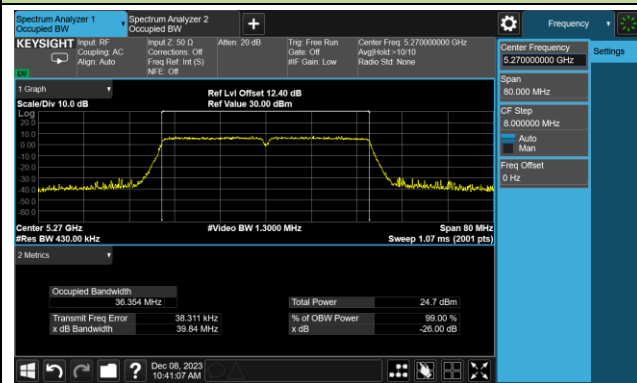 Spectrum Analyzer 1
Occupied BW
Spectrum Analyzer 2
Occupied BW
+
Frequency
KEYSIGHT
Input: RF
Coupling: AC
Align: Auto
Input Z: 50 Ω
Corrections: Off
Freq Ref: Int (S)
NFE: Off
Atten: 20 dB
Trig: Free Run
Gate: Off
#IF Gain: Low
Center Freq: 5.270000000 GHz
Avg|Hold:>10/10
Radio Std: None
Center Frequency
5.270000000 GHz
Settings
Span
80.000 MHz
CF Step
8.000000 MHz
Auto
Man
Freq Offset
0 Hz
1 Graph
Scale/Div 10.0 dB
Ref Lvl Offset 12.40 dB
Ref Value 30.00 dBm
Log
20.0
10.0
0.00
-10.0
-20.0
-30.0
-40.0
-50.0
-60.0
Center 5.27 GHz
#Video BW 1.3000 MHz
Span 80 MHz
#Res BW 430.00 kHz
Sweep 1.07 ms (2001 pts)
2 Metrics
Occupied Bandwidth
36.354 MHz
Total Power
24.7 dBm
Transmit Freq Error
38.311 kHz
% of OBW Power
99.00 %
x dB Bandwidth
39.84 MHz
x dB
-26.00 dB
?
Dec 08, 2023
10:41:07 AM